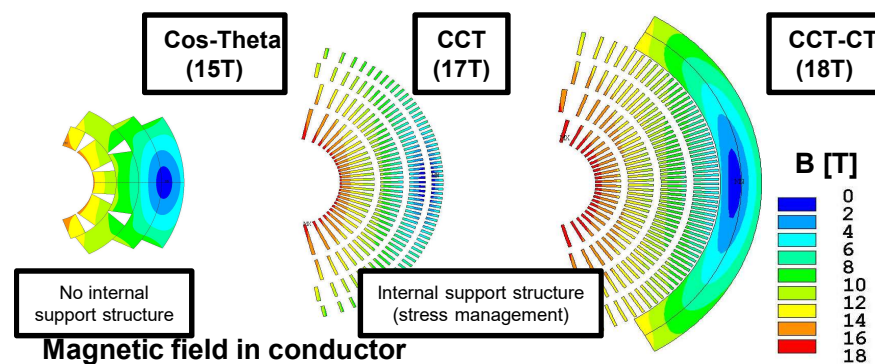 Cos-Theta
(15T)
CCT
(17T)
CCT-CT
(18T)
B [T]
0
2
4
6
8
10
12
14
16
18
No internal
support structure
Internal support structure
(stress management)
Magnetic field in conductor